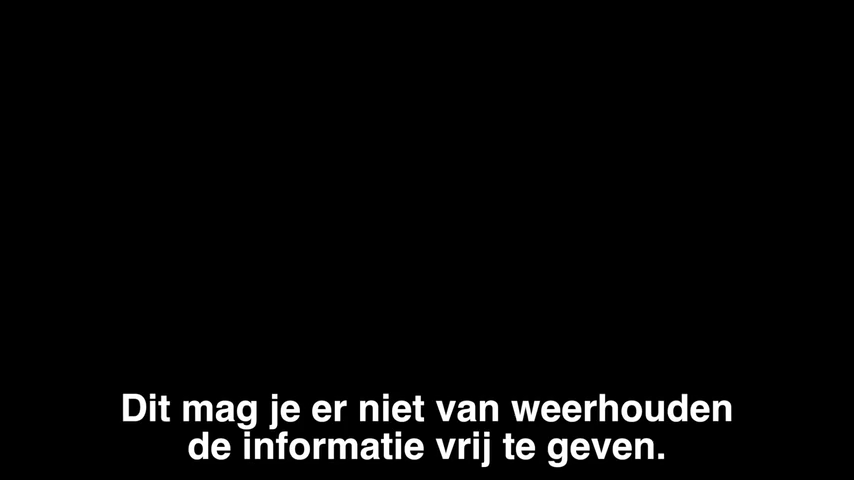 Dit mag je er niet van weerhouden
de informatie vrij te geven.